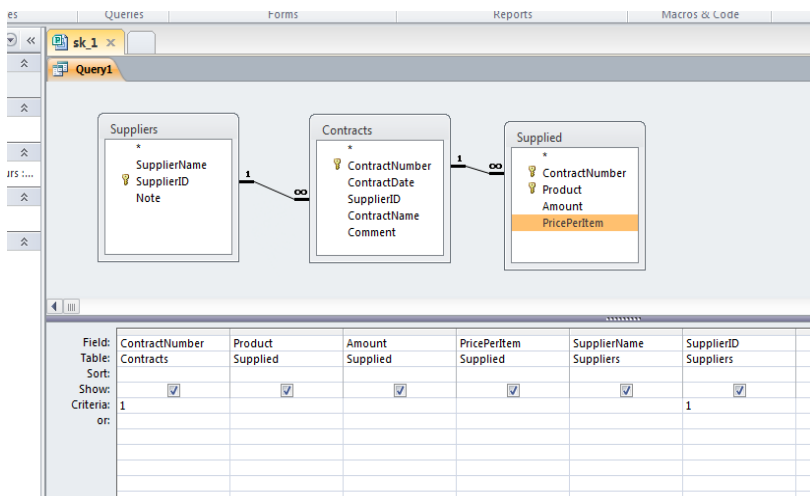 es Queries Forms Reports Macros & Code
« sk_1
Query1
Suppliers
*
SupplierName
SupplierID
Note
1 ∞
Contracts
*
ContractNumber
ContractDate
SupplierID
ContractName
Comment
1 ∞
Supplied
*
ContractNumber
Product
Amount
PricePerItem
urs :...
Field: ContractNumber Product Amount PricePerItem SupplierName SupplierID
Table: Contracts Supplied Supplied Supplied Suppliers Suppliers
Sort:
Show:
Criteria: 1 1
or: